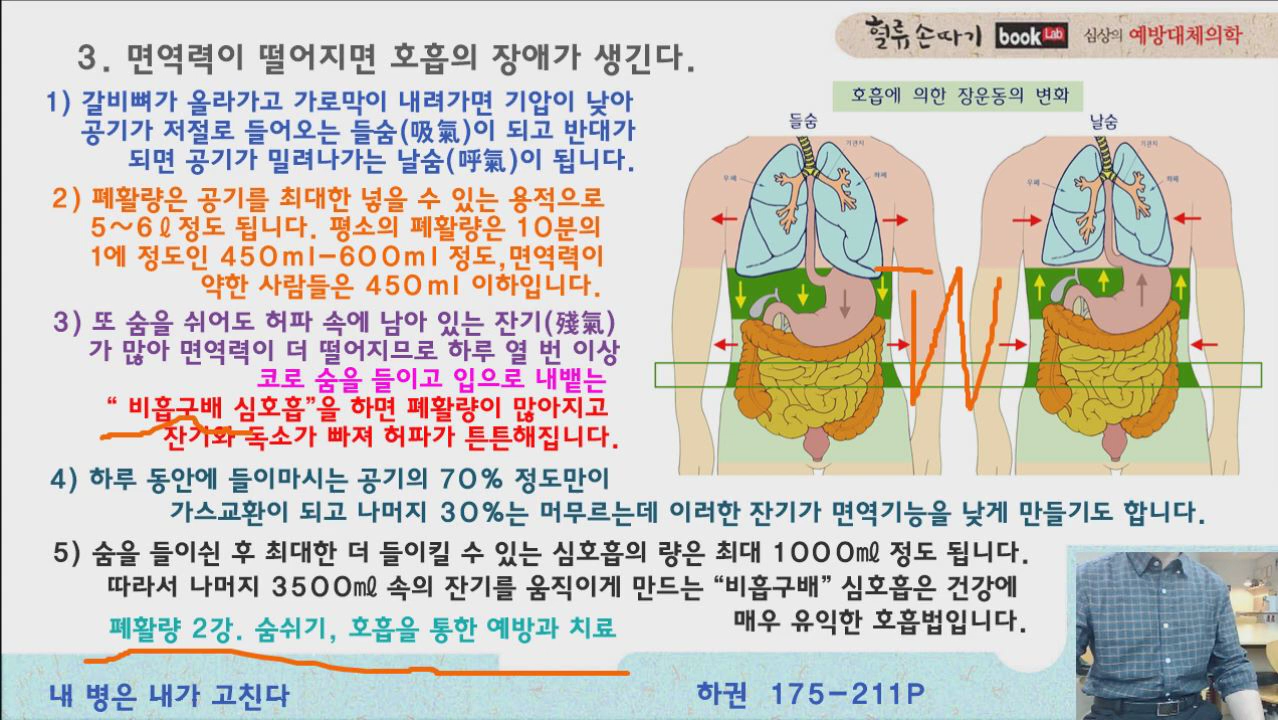 혈류 손따기 book Lab 심상의 예방대체의학
3. 면역력이 떨어지면 호흡의 장애가 생긴다.
1) 갈비뼈가 올라가고 가로막이 내려가면 기압이 낮아
공기가 저절로 들어오는 들숨(吸氣)이 되고 반대가
되면 공기가 밀려나가는 날숨(呼氣)이 됩니다.
2) 폐활량은 공기를 최대한 넣을 수 있는 용적으로
5~6ℓ정도 됩니다. 평소의 폐활량은 10분의
1에 정도인 450ml-600ml 정도,면역력이
약한 사람들은 450ml 이하입니다.
3) 또 숨을 쉬어도 허파 속에 남아 있는 잔기(殘氣)
가 많아 면역력이 더 떨어지므로 하루 열 번 이상
코로 숨을 들이고 입으로 내뱉는
“ 비흡구배 심호흡”을 하면 폐활량이 많아지고
잔기와 독소가 빠져 허파가 튼튼해집니다.
4) 하루 동안에 들이마시는 공기의 70% 정도만이
가스교환이 되고 나머지 30%는 머무르는데 이러한 잔기가 면역기능을 낮게 만들기도 합니다.
5) 숨을 들이쉰 후 최대한 더 들이킬 수 있는 심호흡의 량은 최대 1000㎖ 정도 됩니다.
따라서 나머지 3500㎖ 속의 잔기를 움직이게 만드는 “비흡구배” 심호흡은 건강에
매우 유익한 호흡법입니다.
폐활량 2강. 숨쉬기, 호흡을 통한 예방과 치료
호흡에 의한 장운동의 변화
들숨
날숨
기관지
우폐
좌폐
기관지
우폐
좌폐
내 병은 내가 고친다
하권 175-211P